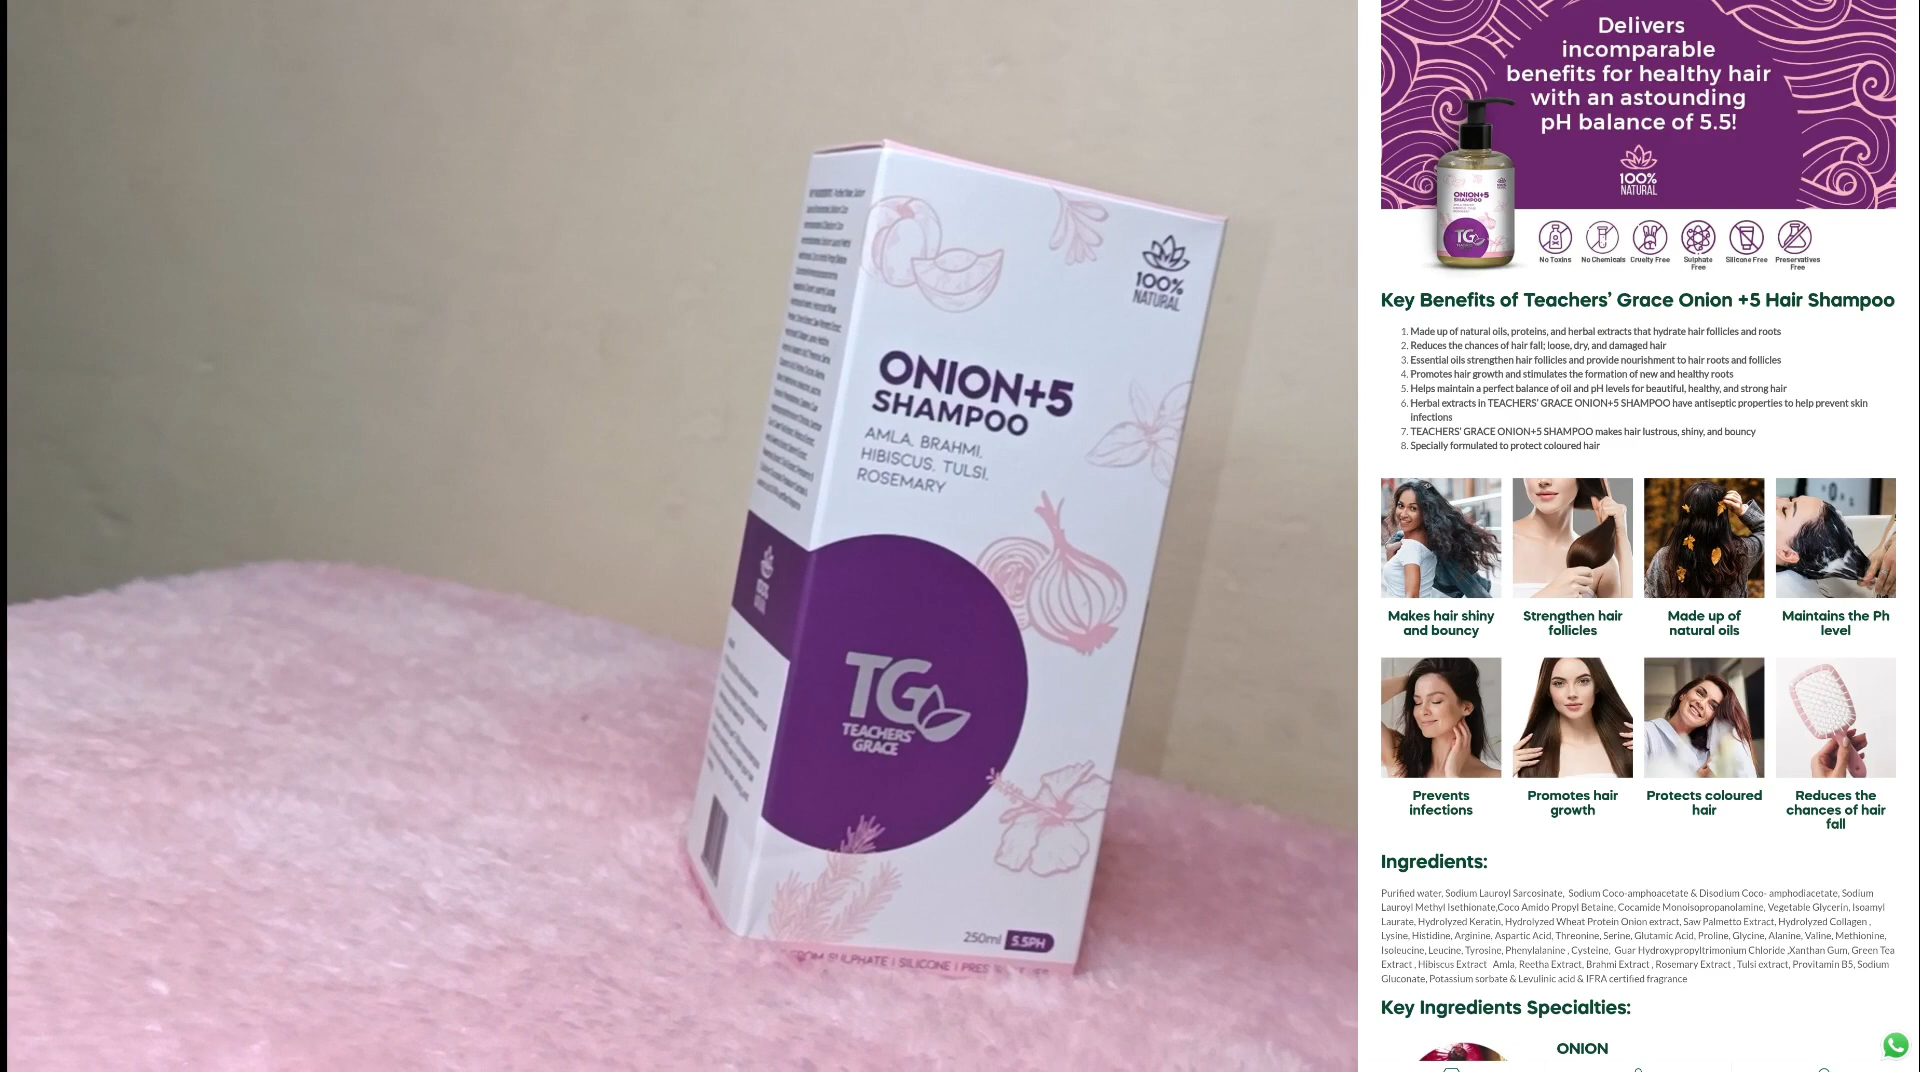 100%
NATURAL
ONION+5
SHAMPOO
AMLA, BRAHMI,
HIBISCUS, TULSI,
ROSEMARY
TG
TEACHERS'
GRACE
250ml 5.5PH
SULPHATE | SILICONE |
Delivers
incomparable
benefits for healthy hair
with an astounding
pH balance of 5.5!
100%
NATURAL
ONION+5
SHAMPOO
TG
No Toxins
No Chemicals
Cruelty Free
Sulphate
Free
Silicone Free
Preservatives
Free
Key Benefits of Teachers’ Grace Onion +5 Hair Shampoo
1. Made up of natural oils, proteins, and herbal extracts that hydrate hair follicles and roots
2. Reduces the chances of hair fall; loose, dry, and damaged hair
3. Essential oils strengthen hair follicles and provide nourishment to hair roots and follicles
4. Promotes hair growth and stimulates the formation of new and healthy roots
5. Helps maintain a perfect balance of oil and pH levels for beautiful, healthy, and strong hair
6. Herbal extracts in TEACHERS’ GRACE ONION+5 SHAMPOO have antiseptic properties to help prevent skin
infections
7. TEACHERS’ GRACE ONION+5 SHAMPOO makes hair lustrous, shiny, and bouncy
8. Specially formulated to protect coloured hair
Makes hair shiny
and bouncy
Strengthen hair
follicles
Made up of
natural oils
Maintains the Ph
level
Prevents
infections
Promotes hair
growth
Protects coloured
hair
Reduces the
chances of hair
fall
Ingredients:
Purified water, Sodium Lauroyl Sarcosinate, Sodium Coco-amphoacetate & Disodium Coco- amphodiacetate, Sodium
Lauroyl Methyl Isethionate,Coco Amido Propyl Betaine, Cocamide Monoisopropanolamine, Vegetable Glycerin, Isoamyl
Laurate, Hydrolyzed Keratin, Hydrolyzed Wheat Protein Onion extract, Saw Palmetto Extract, Hydrolyzed Collagen ,
Lysine, Histidine, Arginine, Aspartic Acid, Threonine, Serine, Glutamic Acid, Proline, Glycine, Alanine, Valine, Methionine,
Isoleucine, Leucine, Tyrosine, Phenylalanine , Cysteine, Guar Hydroxypropyltrimonium Chloride ,Xanthan Gum, Green Tea
Extract , Hibiscus Extract Amla, Reetha Extract, Brahmi Extract , Rosemary Extract , Tulsi extract, Provitamin B5, Sodium
Gluconate, Potassium sorbate & Levulinic acid & IFRA certified fragrance
Key Ingredients Specialties:
ONION